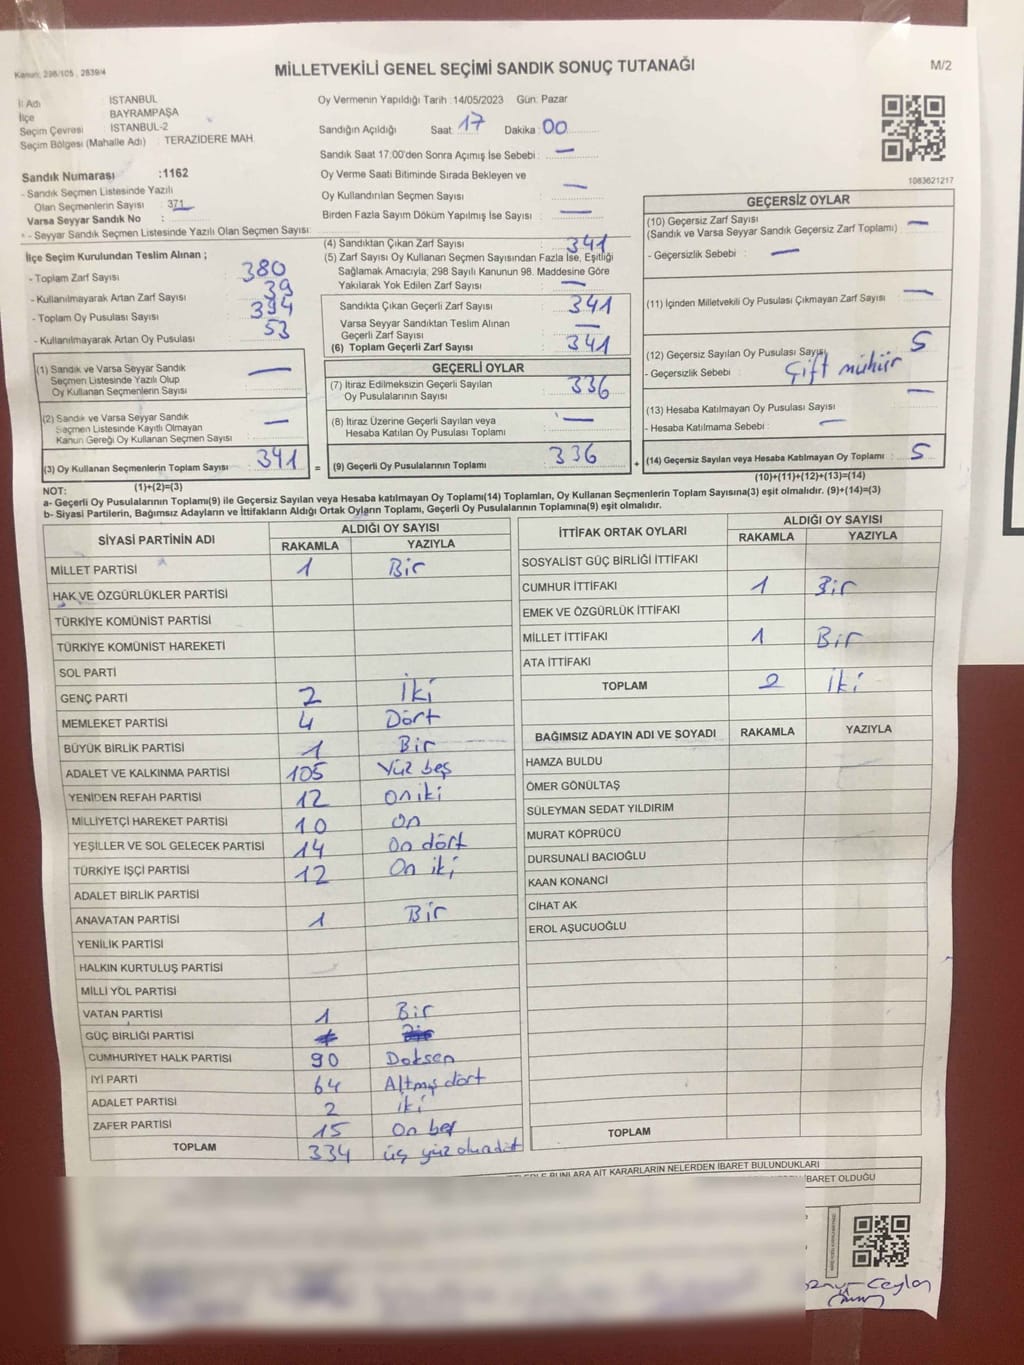 Kanun: 298/105, 2839/4
MİLLETVEKİLİ GENEL SEÇİMİ SANDIK SONUÇ TUTANAĞI
M/2
İl Adı İSTANBUL
İlçe BAYRAMPAŞA
Seçim Çevresi İSTANBUL-2
Seçim Bölgesi (Mahalle Adı) : TERAZİDERE MAH.
Sandık Numarası :1162
- Sandık Seçmen Listesinde Yazılı
Olan Seçmenlerin Sayısı : 371
Varsa Seyyar Sandık No :
- Seyyar Sandık Seçmen Listesinde Yazılı Olan Seçmen Sayısı:
Oy Vermenin Yapıldığı Tarih :14/05/2023 Gün: Pazar
Sandığın Açıldığı Saat 17 Dakika 00
Sandık Saat 17:00'den Sonra Açımış İse Sebebi : —
Oy Verme Saati Bitiminde Sırada Bekleyen ve
Oy Kullandırılan Seçmen Sayısı : —
Birden Fazla Sayım Döküm Yapılmış İse Sayısı : —
1083621217
İlçe Seçim Kurulundan Teslim Alınan ;
- Toplam Zarf Sayısı : 380
- Kullanılmayarak Artan Zarf Sayısı : 39
- Toplam Oy Pusulası Sayısı : 394
- Kullanılmayarak Artan Oy Pusulası : 53
(1) Sandık ve Varsa Seyyar Sandık
Seçmen Listesinde Yazılı Olup
Oy Kullanan Seçmenlerin Sayısı —
(2) Sandık ve Varsa Seyyar Sandık
Seçmen Listesinde Kayıtlı Olmayan
Kanun Gereği Oy Kullanan Seçmen Sayısı : —
(3) Oy Kullanan Seçmenlerin Toplam Sayısı : 341
(1)+(2)=(3)
(4) Sandıktan Çıkan Zarf Sayısı : 341
(5) Zarf Sayısı Oy Kullanan Seçmen Sayısından Fazla İse, Eşitliği
Sağlamak Amacıyla, 298 Sayılı Kanunun 98. Maddesine Göre
Yakılarak Yok Edilen Zarf Sayısı : —
Sandıkta Çıkan Geçerli Zarf Sayısı : 341
Varsa Seyyar Sandıktan Teslim Alınan
Geçerli Zarf Sayısı : —
(6) Toplam Geçerli Zarf Sayısı : 341
GEÇERLİ OYLAR
(7) İtiraz Edilmeksizin Geçerli Sayılan
Oy Pusulalarının Sayısı : 336
(8) İtiraz Üzerine Geçerli Sayılan veya
Hesaba Katılan Oy Pusulası Toplamı : —
= (9) Geçerli Oy Pusulalarının Toplamı : 336
GEÇERSİZ OYLAR
(10) Geçersiz Zarf Sayısı : —
(Sandık ve Varsa Seyyar Sandık Geçersiz Zarf Toplamı)
- Geçersizlik Sebebi : —
(11) İçinden Milletvekili Oy Pusulası Çıkmayan Zarf Sayısı : —
(12) Geçersiz Sayılan Oy Pusulası Sayısı : 5
- Geçersizlik Sebebi : Çift mühür
(13) Hesaba Katılmayan Oy Pusulası Sayısı : —
- Hesaba Katılmama Sebebi : —
+ (14) Geçersiz Sayılan veya Hesaba Katılmayan Oy Toplamı : 5
(10)+(11)+(12)+(13)=(14)
NOT:
a- Geçerli Oy Pusulalarının Toplamı(9) ile Geçersiz Sayılan veya Hesaba katılmayan Oy Toplamı(14) Toplamları, Oy Kullanan Seçmenlerin Toplam Sayısına(3) eşit olmalıdır. (9)+(14)=(3)
b- Siyasi Partilerin, Bağımsız Adayların ve İttifakların Aldığı Ortak Oyların Toplamı, Geçerli Oy Pusulalarının Toplamına(9) eşit olmalıdır.
SİYASİ PARTİNİN ADI ALDIĞI OY SAYISI
RAKAMLA YAZIYLA
MİLLET PARTİSİ 1 Bir
HAK VE ÖZGÜRLÜKLER PARTİSİ
TÜRKİYE KOMÜNİST PARTİSİ
TÜRKİYE KOMÜNİST HAREKETİ
SOL PARTİ
GENÇ PARTİ 2 İki
MEMLEKET PARTİSİ 4 Dört
BÜYÜK BİRLİK PARTİSİ 1 Bir
ADALET VE KALKINMA PARTİSİ 105 Yüz beş
YENİDEN REFAH PARTİSİ 12 on iki
MİLLİYETÇİ HAREKET PARTİSİ 10 On
YEŞİLLER VE SOL GELECEK PARTİSİ 14 On dört
TÜRKİYE İŞÇİ PARTİSİ 12 On iki
ADALET BİRLİK PARTİSİ
ANAVATAN PARTİSİ 1 Bir
YENİLİK PARTİSİ
HALKIN KURTULUŞ PARTİSİ
MİLLİ YOL PARTİSİ
VATAN PARTİSİ 1 Bir
GÜÇ BİRLİĞİ PARTİSİ
CUMHURİYET HALK PARTİSİ 90 Doksen
İYİ PARTİ 64 Altmış dört
ADALET PARTİSİ 2 iki
ZAFER PARTİSİ 15 On beş
TOPLAM 334 üç yüz
İTTİFAK ORTAK OYLARI ALDIĞI OY SAYISI
RAKAMLA YAZIYLA
SOSYALİST GÜÇ BİRLİĞİ İTTİFAKI
CUMHUR İTTİFAKI 1 Bir
EMEK VE ÖZGÜRLÜK İTTİFAKI
MİLLET İTTİFAKI 1 Bir
ATA İTTİFAKI
TOPLAM 2 İki
BAĞIMSIZ ADAYIN ADI VE SOYADI RAKAMLA YAZIYLA
HAMZA BULDU
ÖMER GÖNÜLTAŞ
SÜLEYMAN SEDAT YILDIRIM
MURAT KÖPRÜCÜ
DURSUNALİ BACIOĞLU
KAAN KONANCI
CİHAT AK
EROL AŞUCUOĞLU
TOPLAM
BUNLARA AİT KARARLARIN NELERDEN İBARET BULUNDUKLARI
İBARET OLDUĞU
Ceylan